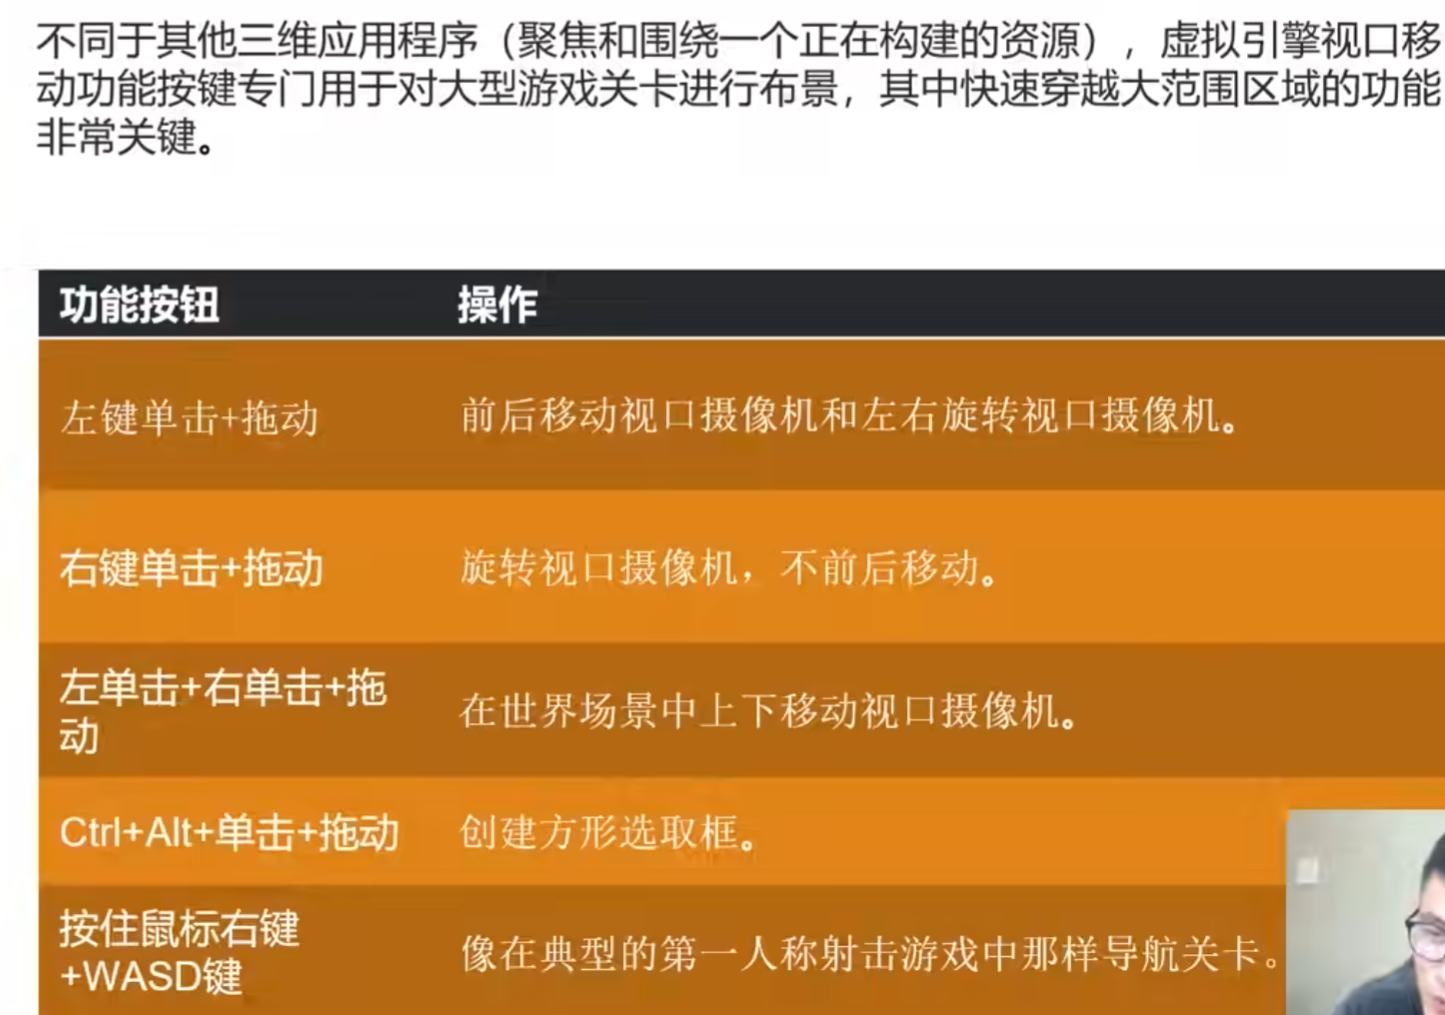 不同于其他三维应用程序（聚焦和围绕一个正在构建的资源），虚拟引擎视口移
动功能按键专门用于对大型游戏关卡进行布景，其中快速穿越大范围区域的功能
非常关键。
功能按钮 操作
左键单击+拖动 前后移动视口摄像机和左右旋转视口摄像机。
右键单击+拖动 旋转视口摄像机，不前后移动。
左单击+右单击+拖
动
在世界场景中上下移动视口摄像机。
Ctrl+Alt+单击+拖动 创建方形选取框。
按住鼠标右键
+WASD键
像在典型的第一人称射击游戏中那样导航关卡。